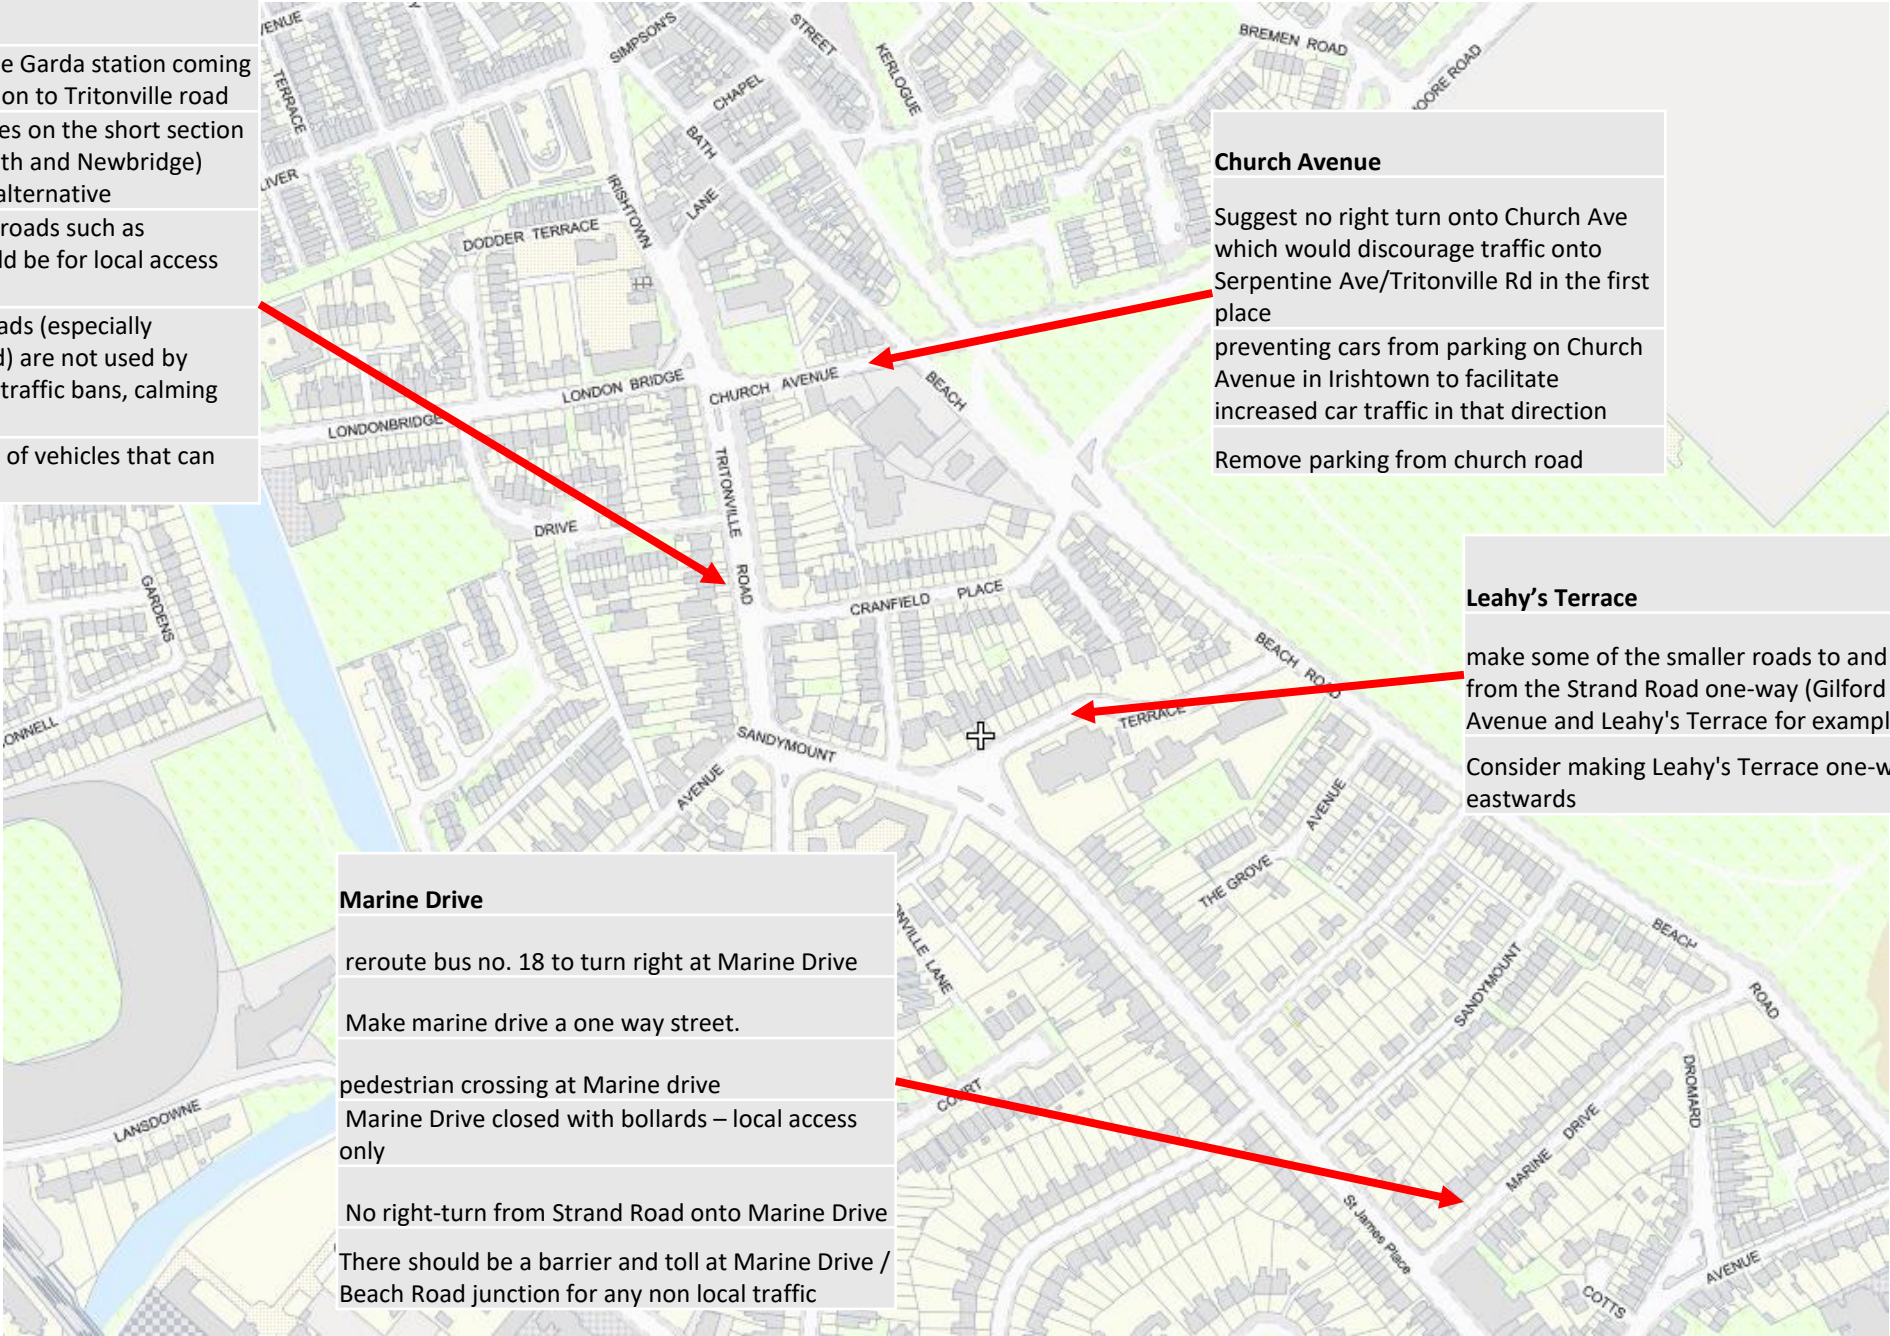 e Garda station coming
on to Tritonville road
es on the short section
th and Newbridge)
alternative
roads such as
ld be for local access
ads (especially
d) are not used by
traffic bans, calming
of vehicles that can
Church Avenue
Suggest no right turn onto Church Ave
which would discourage traffic onto
Serpentine Ave/Tritonville Rd in the first
place
preventing cars from parking on Church
Avenue in Irishtown to facilitate
increased car traffic in that direction
Remove parking from church road
Leahy's Terrace
make some of the smaller roads to and
from the Strand Road one-way (Gilford
Avenue and Leahy's Terrace for exampl
Consider making Leahy's Terrace one-w
eastwards
Marine Drive
reroute bus no. 18 to turn right at Marine Drive
Make marine drive a one way street.
pedestrian crossing at Marine drive
Marine Drive closed with bollards – local access
only
No right-turn from Strand Road onto Marine Drive
There should be a barrier and toll at Marine Drive /
Beach Road junction for any non local traffic
ENUE
TERRACE
SIMPSON'S
STREET
KERLOGUE
BREMEN ROAD
MOORE ROAD
CHAPEL
BATH
LANE
IRISHTOWN
LIVER
DODDER TERRACE
LONDON BRIDGE
LONDONBRIDGE
CHURCH AVENUE
BEACH
TRITONVILLE
ROAD
DRIVE
CRANFIELD PLACE
GARDENS
ONNELL
BEACH ROAD
TERRACE
SANDYMOUNT
AVENUE
AVENUE
THE GROVE
ONVILLE LANE
SANDYMOUNT
BEACH
ROAD
DROMARD
MARINE DRIVE
COURT
LANSDOWNE
St James Place
AVENUE
COTTS